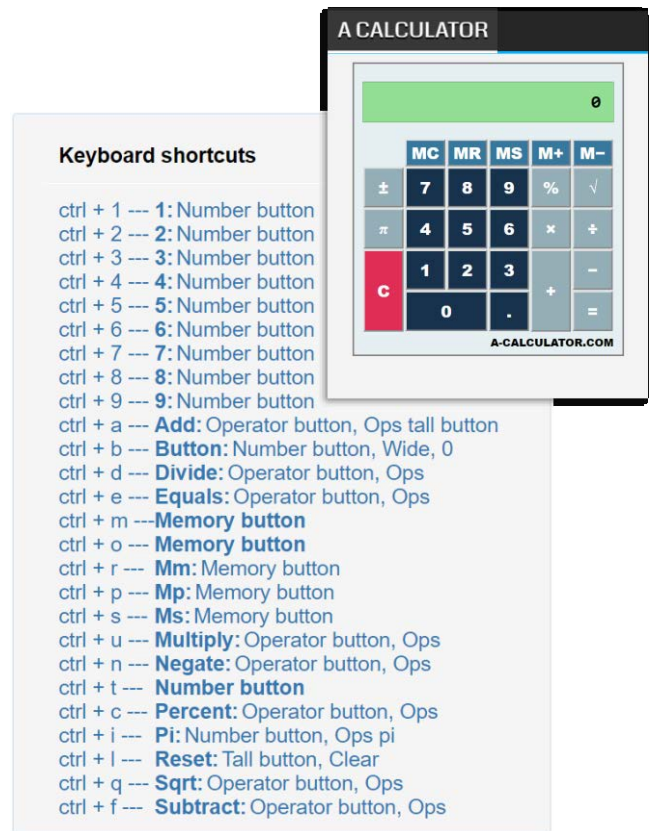 A CALCULATOR
0
MC MR MS M+ M−
± 7 8 9 % √
π 4 5 6 × ÷
C 1 2 3 + −
0 . =
A-CALCULATOR.COM
Keyboard shortcuts
ctrl + 1 --- 1: Number button
ctrl + 2 --- 2: Number button
ctrl + 3 --- 3: Number button
ctrl + 4 --- 4: Number button
ctrl + 5 --- 5: Number button
ctrl + 6 --- 6: Number button
ctrl + 7 --- 7: Number button
ctrl + 8 --- 8: Number button
ctrl + 9 --- 9: Number button
ctrl + a --- Add: Operator button, Ops tall button
ctrl + b --- Button: Number button, Wide, 0
ctrl + d --- Divide: Operator button, Ops
ctrl + e --- Equals: Operator button, Ops
ctrl + m ---Memory button
ctrl + o --- Memory button
ctrl + r --- Mm: Memory button
ctrl + p --- Mp: Memory button
ctrl + s --- Ms: Memory button
ctrl + u --- Multiply: Operator button, Ops
ctrl + n --- Negate: Operator button, Ops
ctrl + t --- Number button
ctrl + c --- Percent: Operator button, Ops
ctrl + i --- Pi: Number button, Ops pi
ctrl + l --- Reset: Tall button, Clear
ctrl + q --- Sqrt: Operator button, Ops
ctrl + f --- Subtract: Operator button, Ops